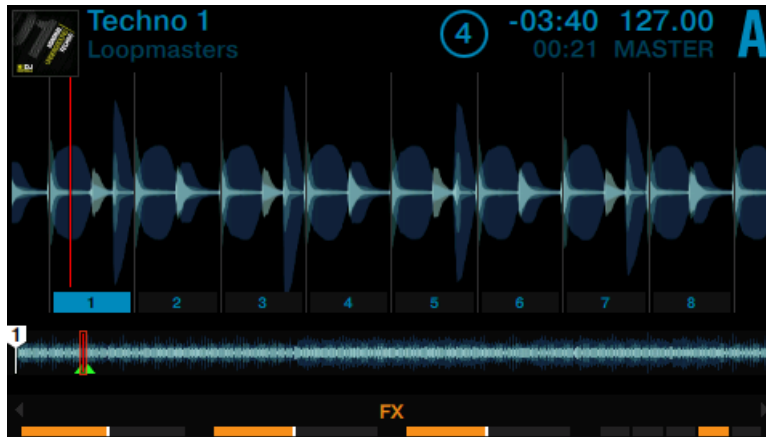 Techno 1
Loopmasters
4
-03:40 127.00
00:21 MASTER
A
1 2 3 4 5 6 7 8
1
FX